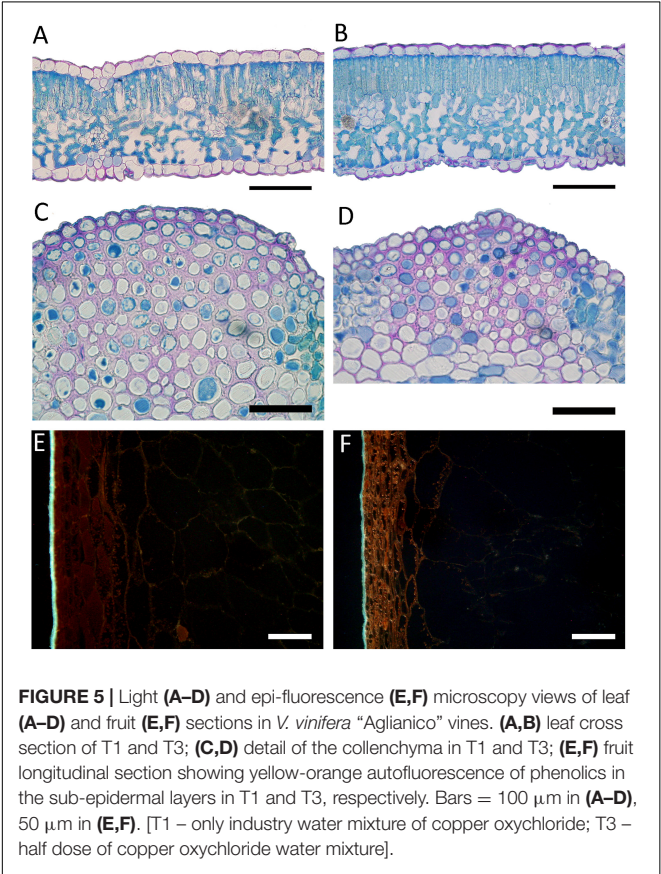 A
B
C
D
E
F
FIGURE 5 | Light (A–D) and epi-fluorescence (E,F) microscopy views of leaf
(A–D) and fruit (E,F) sections in V. vinifera “Aglianico” vines. (A,B) leaf cross
section of T1 and T3; (C,D) detail of the collenchyma in T1 and T3; (E,F) fruit
longitudinal section showing yellow-orange autofluorescence of phenolics in
the sub-epidermal layers in T1 and T3, respectively. Bars = 100 μm in (A–D),
50 μm in (E,F). [T1 – only industry water mixture of copper oxychloride; T3 –
half dose of copper oxychloride water mixture].